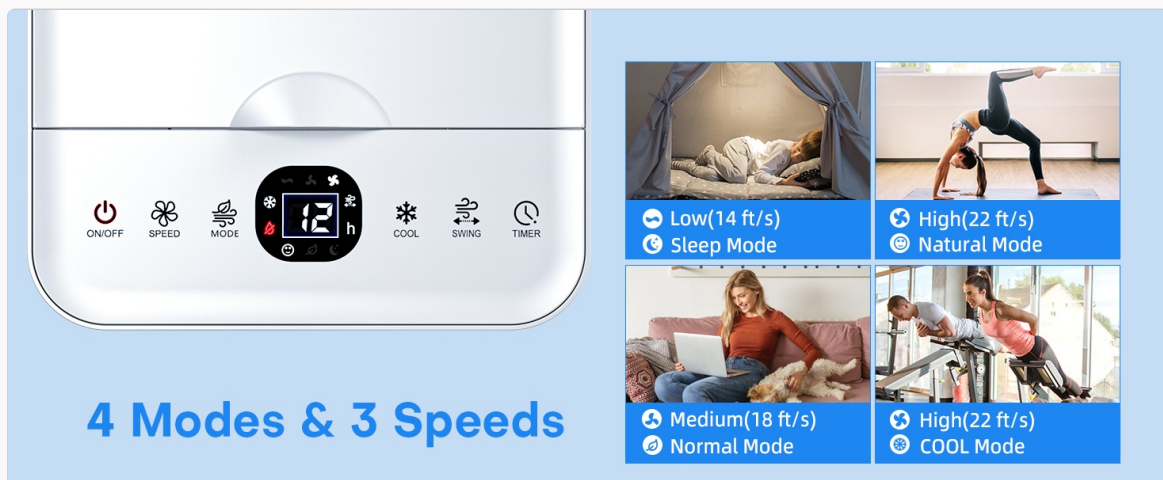 ON/OFF
SPEED
MODE
12
h
COOL
SWING
TIMER
4 Modes & 3 Speeds
Low(14 ft/s)
Sleep Mode
High(22 ft/s)
Natural Mode
Medium(18 ft/s)
Normal Mode
High(22 ft/s)
COOL Mode